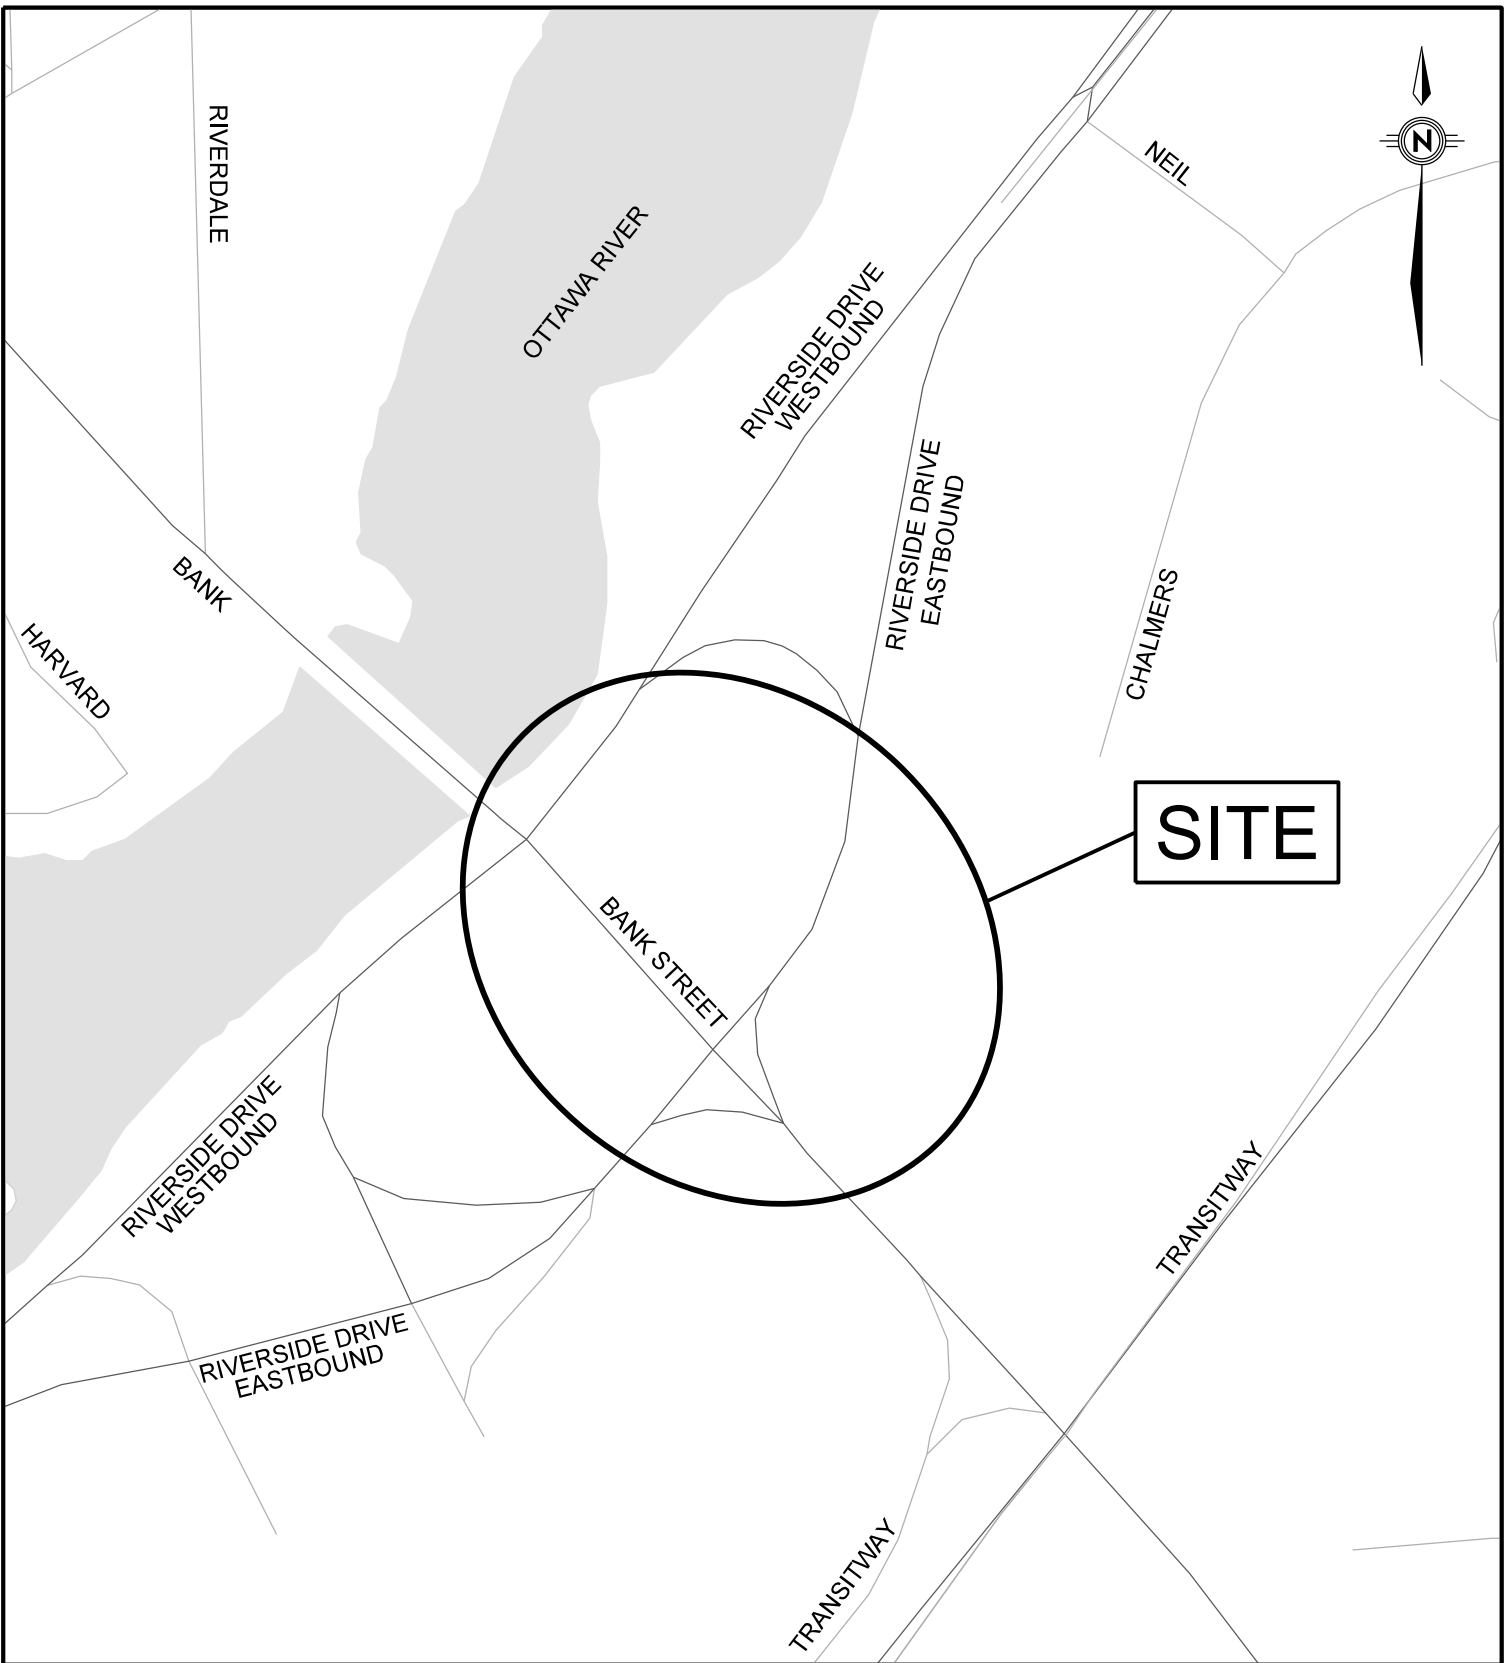 RIVERDALE
N
NEIL
OTTAWA RIVER
RIVERSIDE DRIVE
WESTBOUND
RIVERSIDE DRIVE
EASTBOUND
BANK
CHALMERS
HARVARD
SITE
BANK STREET
RIVERSIDE DRIVE
WESTBOUND
TRANSITWAY
RIVERSIDE DRIVE
EASTBOUND
TRANSITWAY